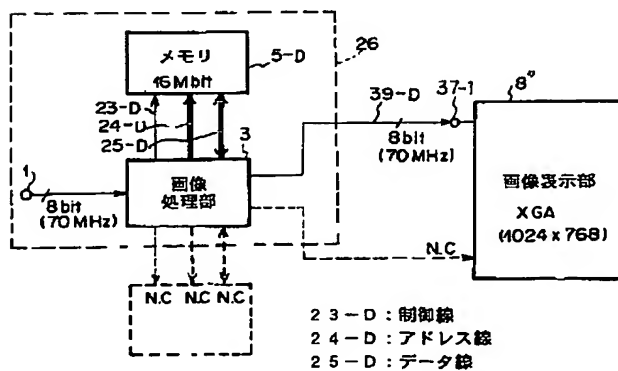 26
メモリ
16Mbit
5-D
23-D
24-D
25-D
3
39-D
37-1
8"
8bit
(70MHz)
1
8bit
(70MHz)
画像
処理部
画像表示部
XGA
(1024×768)
N.C
N.C N.C N.C
23-D:制御線
24-D:アドレス線
25-D:データ線